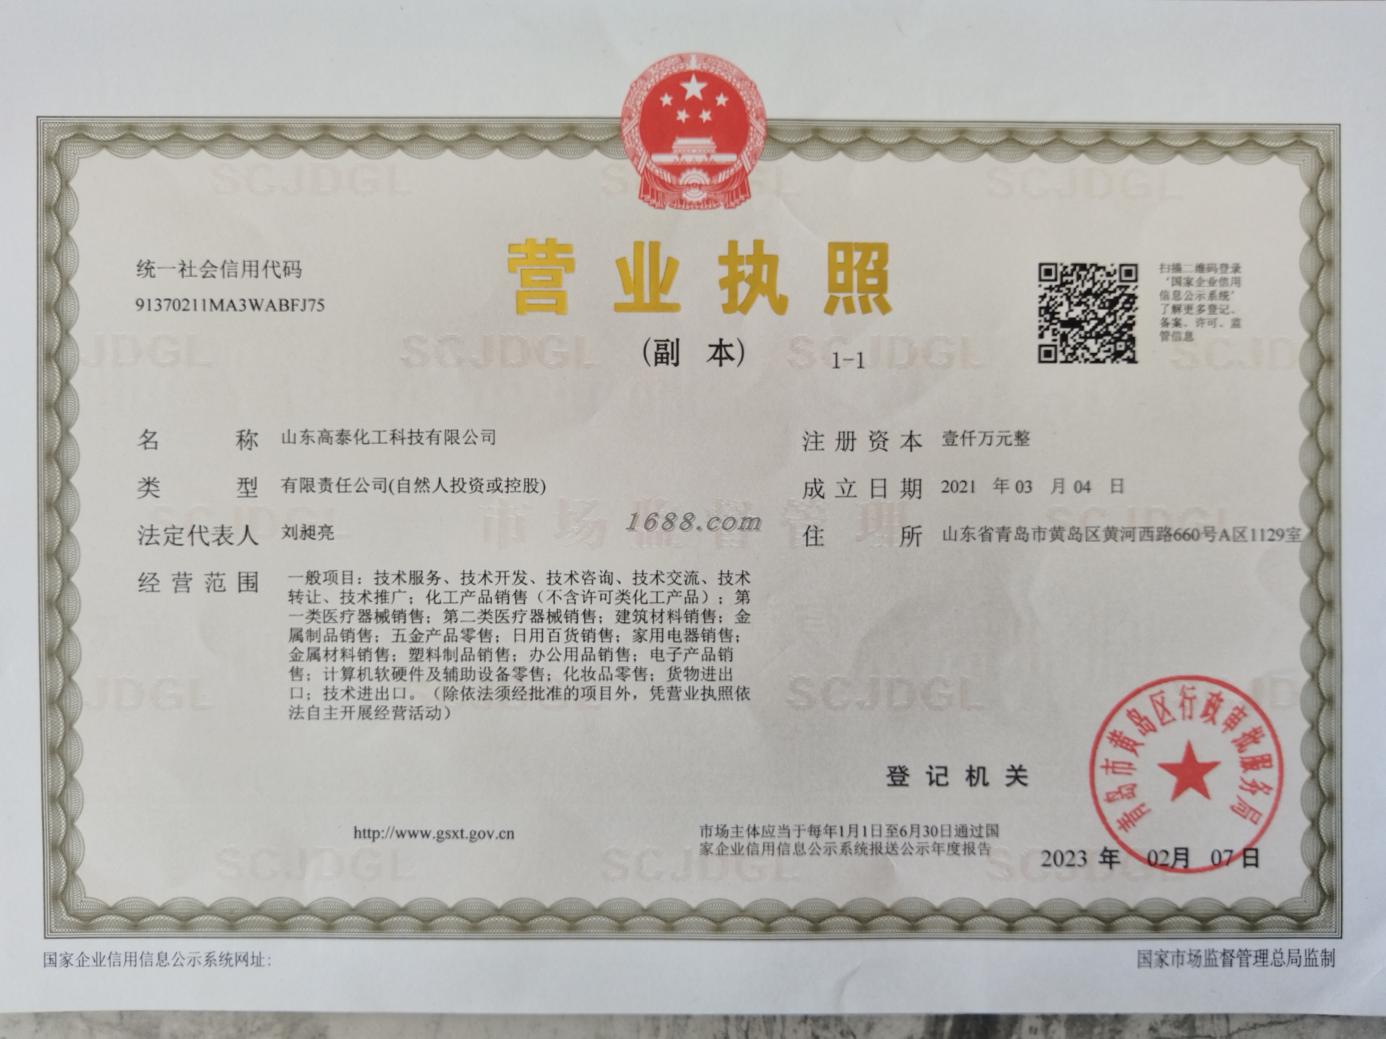 统一社会信用代码
91370211MA3WABFJ75
营业执照
(副 本)
1-1
扫描二维码登录
‘国家企业信用
信息公示系统’
了解更多登记、
备案、许可、监
管信息
名 称 山东高泰化工科技有限公司
类 型 有限责任公司(自然人投资或控股)
法定代表人 刘昶亮
经营范围 一般项目：技术服务、技术开发、技术咨询、技术交流、技术
转让、技术推广；化工产品销售（不含许可类化工产品）；第
一类医疗器械销售；第二类医疗器械销售；建筑材料销售；金
属制品销售；五金产品零售；日用百货销售；家用电器销售；
金属材料销售；塑料制品销售；办公用品销售；电子产品销
售；计算机软硬件及辅助设备零售；化妆品零售；货物进出
口；技术进出口。（除依法须经批准的项目外，凭营业执照依
法自主开展经营活动）
注册资本 壹仟万元整
成立日期 2021 年 03 月 04 日
住 所 山东省青岛市黄岛区黄河西路660号A区1129室
1688.com
市场监督管理
登记机关
青岛市黄岛区行政审批服务局
2023 年 02月 07日
http://www.gsxt.gov.cn
市场主体应当于每年1月1日至6月30日通过国
家企业信用信息公示系统报送公示年度报告
国家企业信用信息公示系统网址：
国家市场监督管理总局监制
SCJDGL